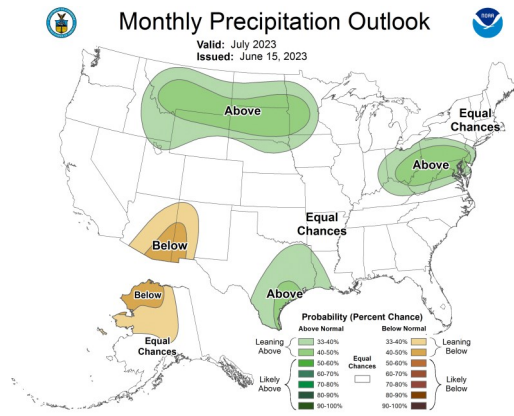 Monthly Precipitation Outlook
NOAA
Valid: July 2023
Issued: June 15, 2023
Above
Equal
Chances
Above
Equal
Chances
Below
Above
Below
Equal
Chances
Probability (Percent Chance)
Above Normal Below Normal
Leaning
Above
33-40%
40-50%
Likely
Above
50-60%
60-70%
70-80%
80-90%
90-100%
Equal
Chances
33-40%
40-50%
Leaning
Below
50-60%
60-70%
70-80%
80-90%
90-100%
Likely
Below